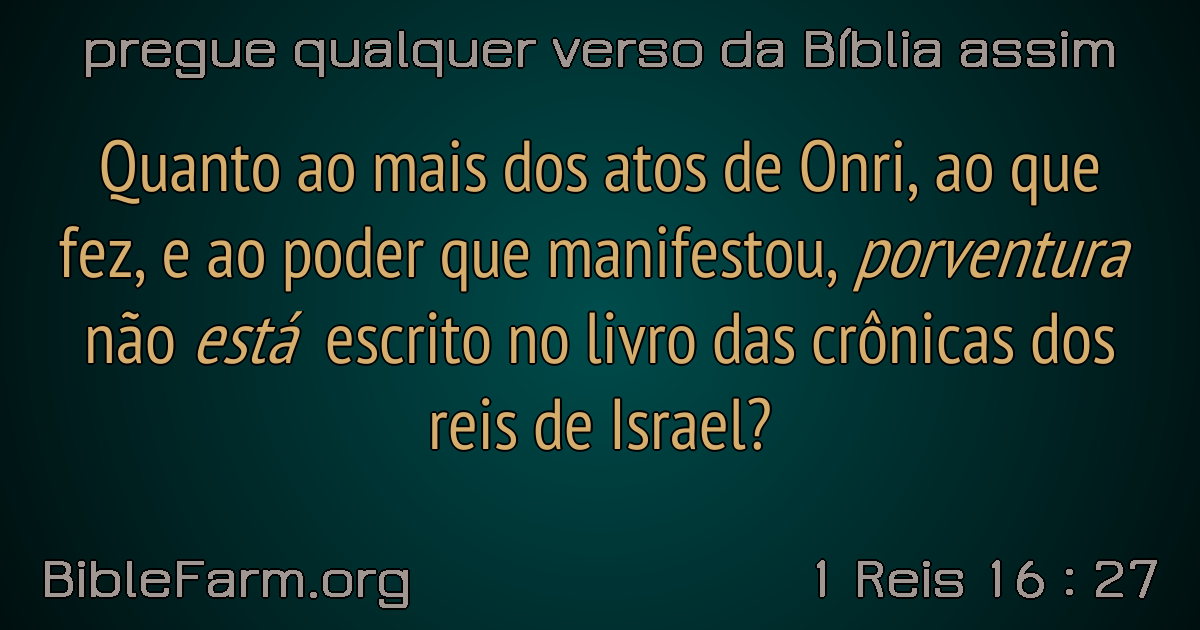 pregue qualquer verso da Bíblia assim
Quanto ao mais dos atos de Onri, ao que
fez, e ao poder que manifestou, porventura
não está escrito no livro das crônicas dos
reis de Israel?
BibleFarm.org
1 Reis 16 : 27